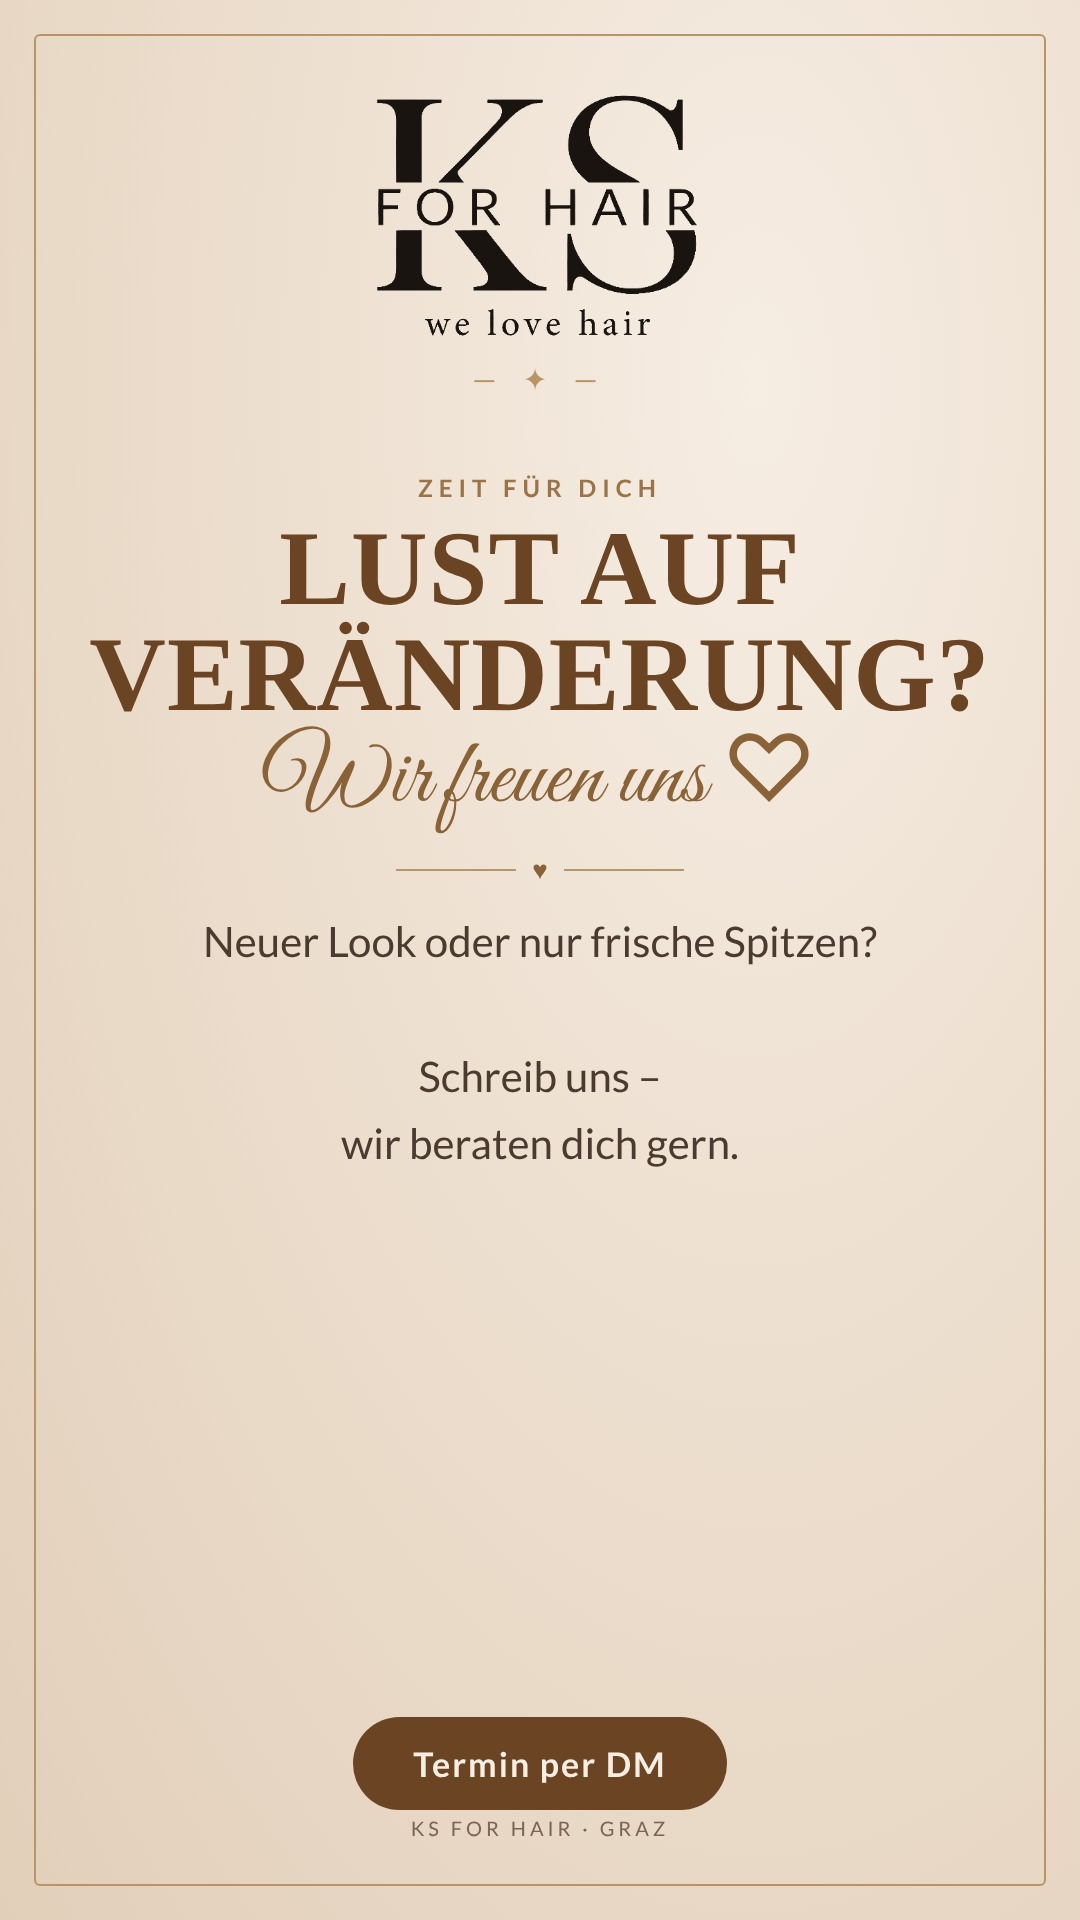 KS
FOR HAIR
we love hair
ZEIT FÜR DICH
LUST AUF
VERÄNDERUNG?
Wir freuen uns ♡
Neuer Look oder nur frische Spitzen?
Schreib uns –
wir beraten dich gern.
Termin per DM
KS FOR HAIR · GRAZ